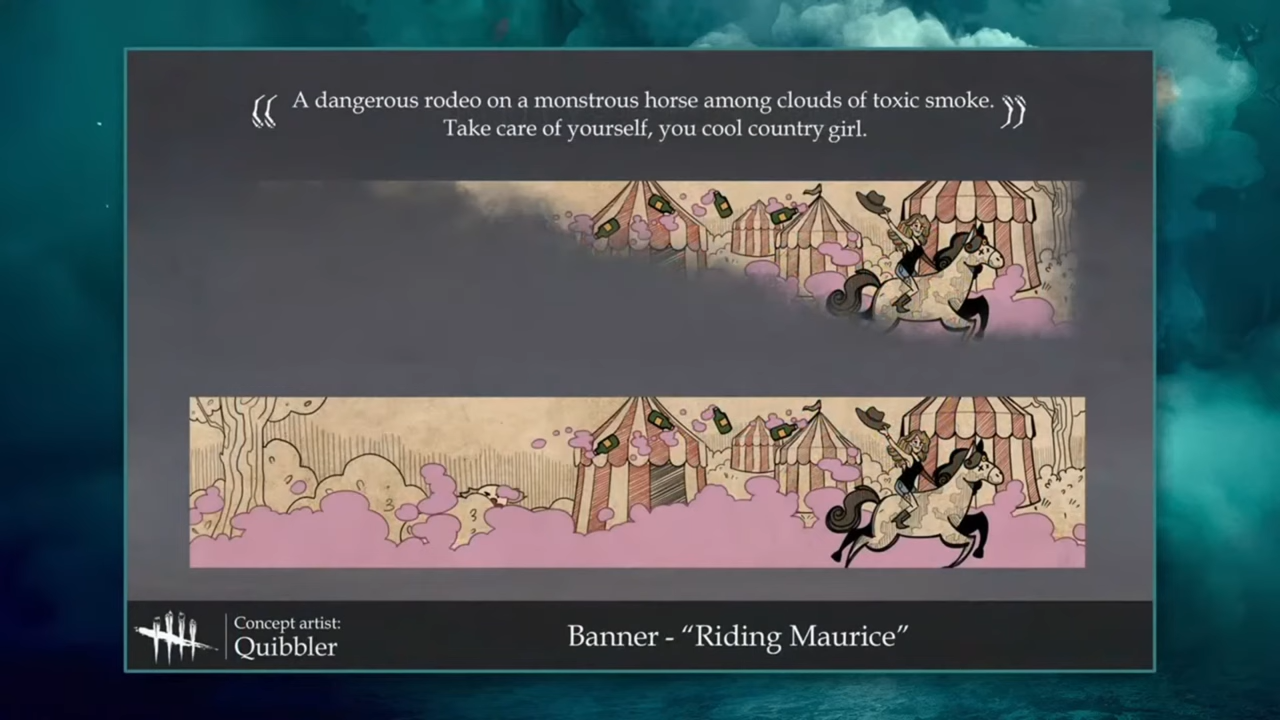 A dangerous rodeo on a monstrous horse among clouds of toxic smoke.
Take care of yourself, you cool country girl.
Concept artist:
Quibbler
Banner - “Riding Maurice”